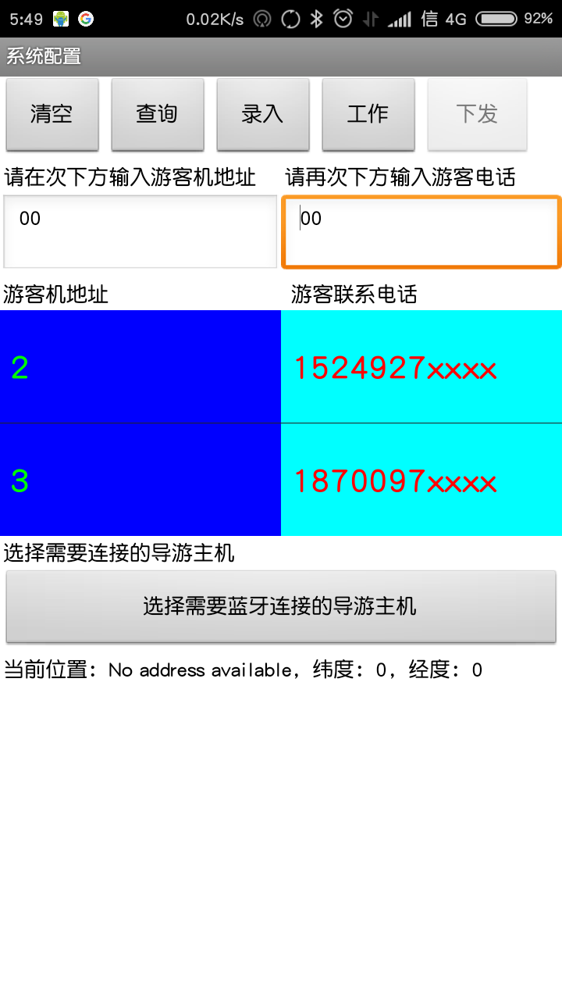 5:49 0.02K/s 信 4G 92%
系统配置
清空 查询 录入 工作 下发
请在次下方输入游客机地址 请再次下方输入游客电话
00 00
游客机地址 游客联系电话
2 1524927xxxx
3 1870097xxxx
选择需要连接的导游主机
选择需要蓝牙连接的导游主机
当前位置：No address available，纬度：0，经度：0